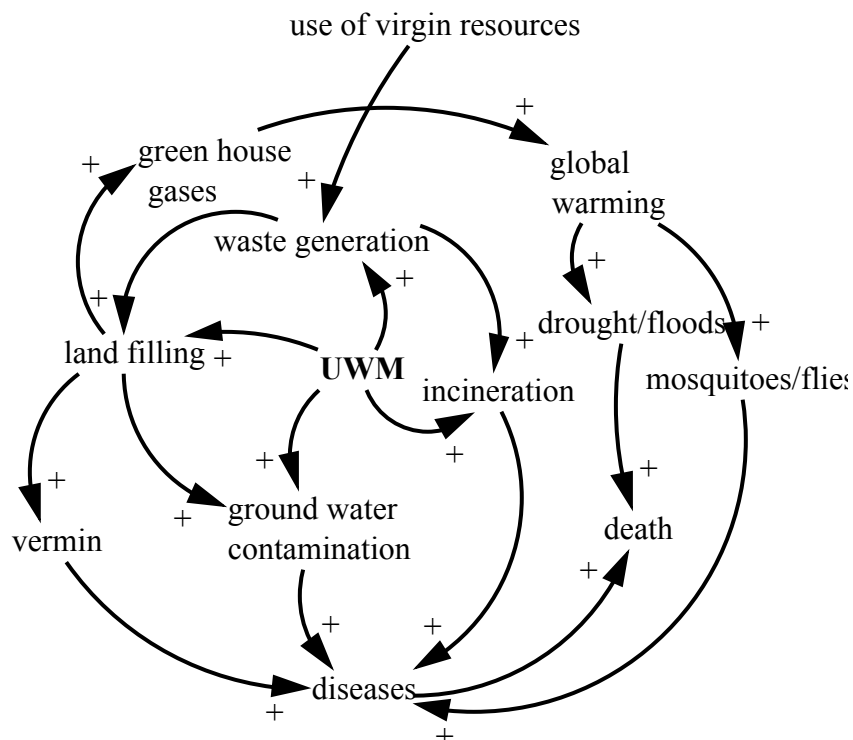 use of virgin resources
+
green house
gases
+
global
warming
+
waste generation
+
+
+
+
drought/floods
+
land filling
+
UWM
incineration
+
mosquitoes/flies
+
+
+
+
vermin
+
ground water
contamination
death
+
+
+
+
diseases
+
+